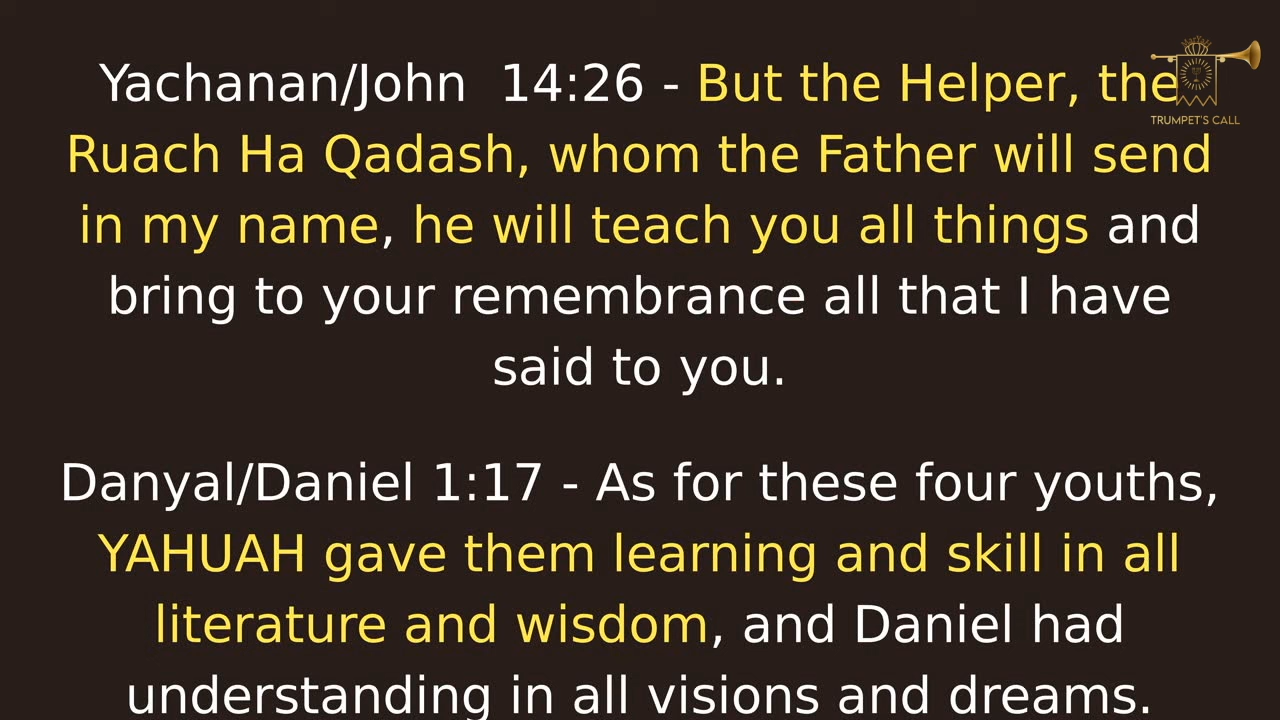 Yachanan/John  14:26 - But the Helper, the
Ruach Ha Qadash, whom the Father will send
in my name, he will teach you all things and
bring to your remembrance all that I have
said to you.
Danyal/Daniel 1:17 - As for these four youths,
YAHUAH gave them learning and skill in all
literature and wisdom, and Daniel had
understanding in all visions and dreams.
TRUMPET'S CALL